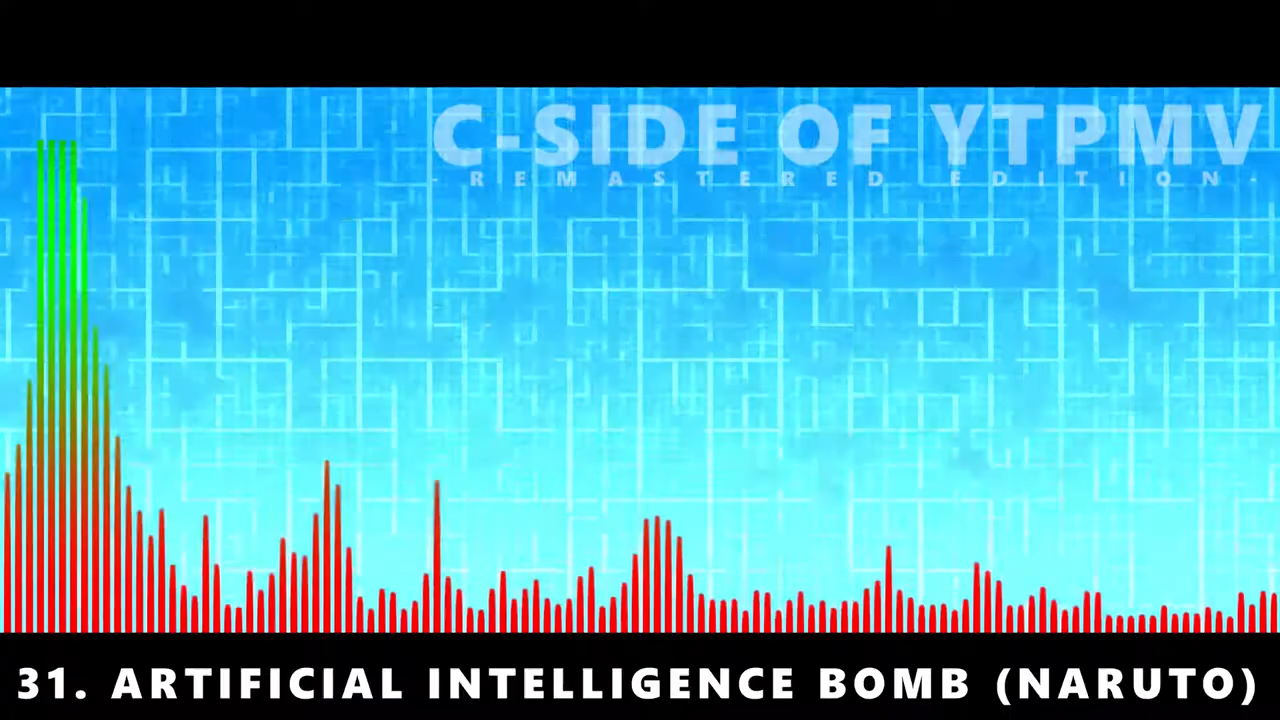 C-SIDE OF YTPMV
- REMASTERED EDITION -
31. ARTIFICIAL INTELLIGENCE BOMB (NARUTO)